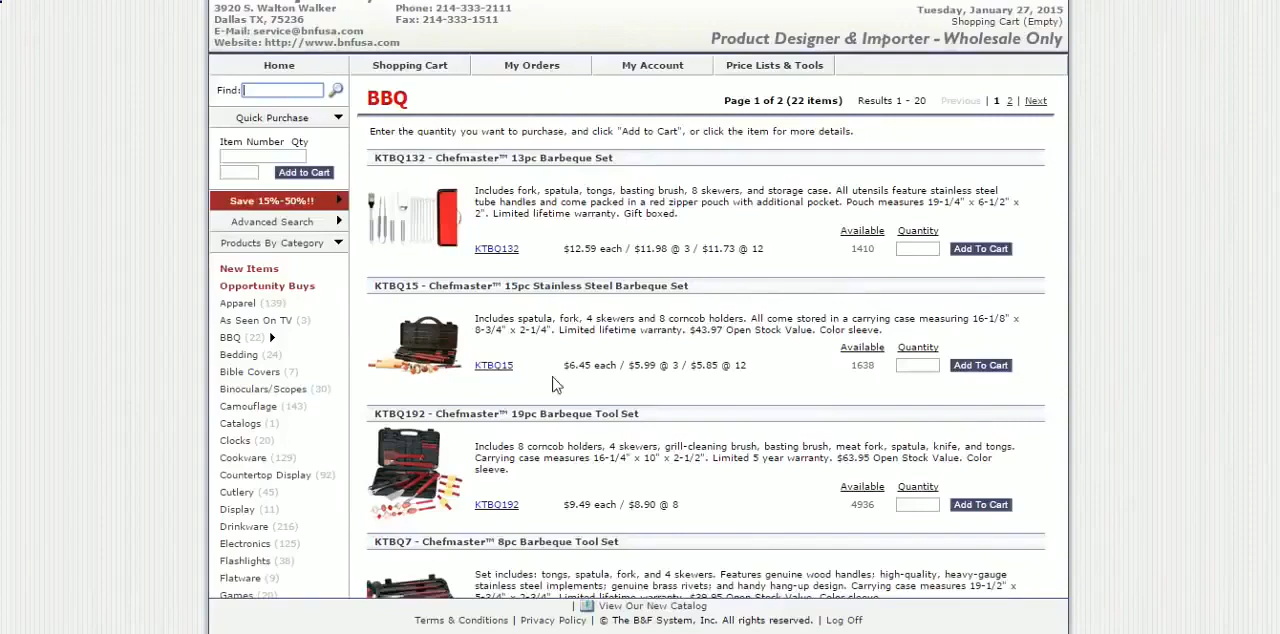 3920 S. Walton Walker
Dallas TX, 75236
E-Mail: service@bnfusa.com
Website: http://www.bnfusa.com
Phone: 214-333-2111
Fax: 214-333-1511
Tuesday, January 27, 2015
Shopping Cart (Empty)
Product Designer & Importer - Wholesale Only
Home Shopping Cart My Orders My Account Price Lists & Tools
Find:
Quick Purchase
Item Number Qty
Add to Cart
Save 15%-50%!!
Advanced Search
Products By Category
New Items
Opportunity Buys
Apparel (139)
As Seen On TV (3)
BBQ (22)
Bedding (24)
Bible Covers (7)
Binoculars/Scopes (30)
Camouflage (143)
Catalogs (1)
Clocks (20)
Cookware (129)
Countertop Display (92)
Cutlery (45)
Display (11)
Drinkware (216)
Electronics (125)
Flashlights (38)
Flatware (9)
Games (20)
BBQ
Page 1 of 2 (22 items) Results 1 - 20 Previous | 1 2 | Next
Enter the quantity you want to purchase, and click "Add to Cart", or click the item for more details.
KTBQ132 - Chefmaster™ 13pc Barbeque Set
Includes fork, spatula, tongs, basting brush, 8 skewers, and storage case. All utensils feature stainless steel
tube handles and come packed in a red zipper pouch with additional pocket. Pouch measures 19-1/4" x 6-1/2" x
2". Limited lifetime warranty. Gift boxed.
Available Quantity
KTBQ132 $12.59 each / $11.98 @ 3 / $11.73 @ 12 1410 Add To Cart
KTBQ15 - Chefmaster™ 15pc Stainless Steel Barbeque Set
Includes spatula, fork, 4 skewers and 8 corncob holders. All come stored in a carrying case measuring 16-1/8" x
8-3/4" x 2-1/4". Limited lifetime warranty. $43.97 Open Stock Value. Color sleeve.
Available Quantity
KTBQ15 $6.45 each / $5.99 @ 3 / $5.85 @ 12 1638 Add To Cart
KTBQ192 - Chefmaster™ 19pc Barbeque Tool Set
Includes 8 corncob holders, 4 skewers, grill-cleaning brush, basting brush, meat fork, spatula, knife, and tongs.
Carrying case measures 16-1/4" x 10" x 2-1/2". Limited 5 year warranty. $63.95 Open Stock Value. Color
sleeve.
Available Quantity
KTBQ192 $9.49 each / $8.90 @ 8 4936 Add To Cart
KTBQ7 - Chefmaster™ 8pc Barbeque Tool Set
Set includes: tongs, spatula, fork, and 4 skewers. Features genuine wood handles; high-quality, heavy-gauge
stainless steel implements; genuine brass rivets; and handy hang-up design. Carrying case measures 19-1/2" x
5-3/4" x 2-3/4". Limited lifetime warranty. $39.95 Open Stock Value. Color sleeve.
| View Our New Catalog
Terms & Conditions | Privacy Policy | © The B&F System, Inc. All rights reserved. | Log Off